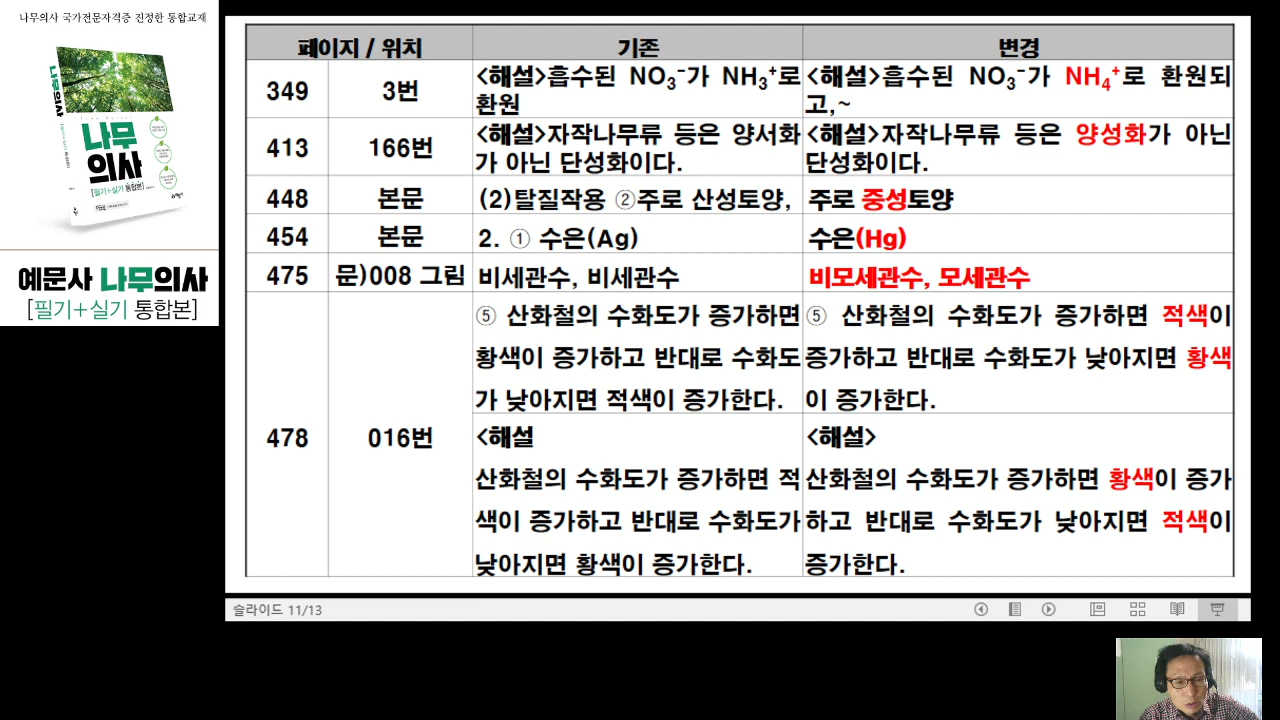 나무의사 국가전문자격증 진정한 통합교재
나무의사
나무
의사
[필기+실기 통합본]
예문사 나무의사
[필기+실기 통합본]
페이지 / 위치 기존 변경
349 3번 <해설>흡수된 NO₃⁻가 NH₃⁺로 환원 <해설>흡수된 NO₃⁻가 NH₄⁺로 환원되고,~
413 166번 <해설>자작나무류 등은 양서화가 아닌 단성화이다. <해설>자작나무류 등은 양성화가 아닌 단성화이다.
448 본문 (2)탈질작용 ②주로 산성토양, 주로 중성토양
454 본문 2. ① 수은(Ag) 수은(Hg)
475 문)008 그림 비세관수, 비세관수 비모세관수, 모세관수
478 016번
⑤ 산화철의 수화도가 증가하면
황색이 증가하고 반대로 수화도
가 낮아지면 적색이 증가한다.
⑤ 산화철의 수화도가 증가하면 적색이
증가하고 반대로 수화도가 낮아지면 황색
이 증가한다.
<해설
산화철의 수화도가 증가하면 적
색이 증가하고 반대로 수화도가
낮아지면 황색이 증가한다.
<해설>
산화철의 수화도가 증가하면 황색이 증가
하고 반대로 수화도가 낮아지면 적색이
증가한다.
슬라이드 11/13